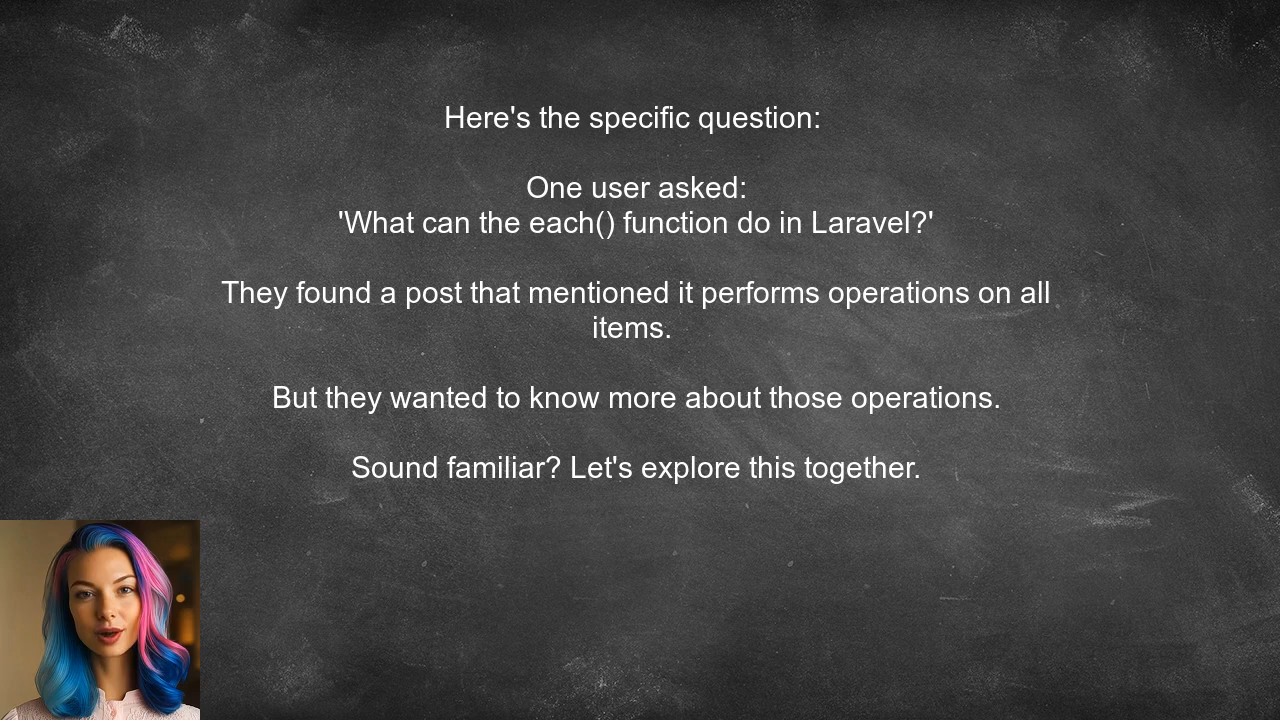 Here's the specific question:
One user asked:
'What can the each() function do in Laravel?'
They found a post that mentioned it performs operations on all
items.
But they wanted to know more about those operations.
Sound familiar? Let's explore this together.